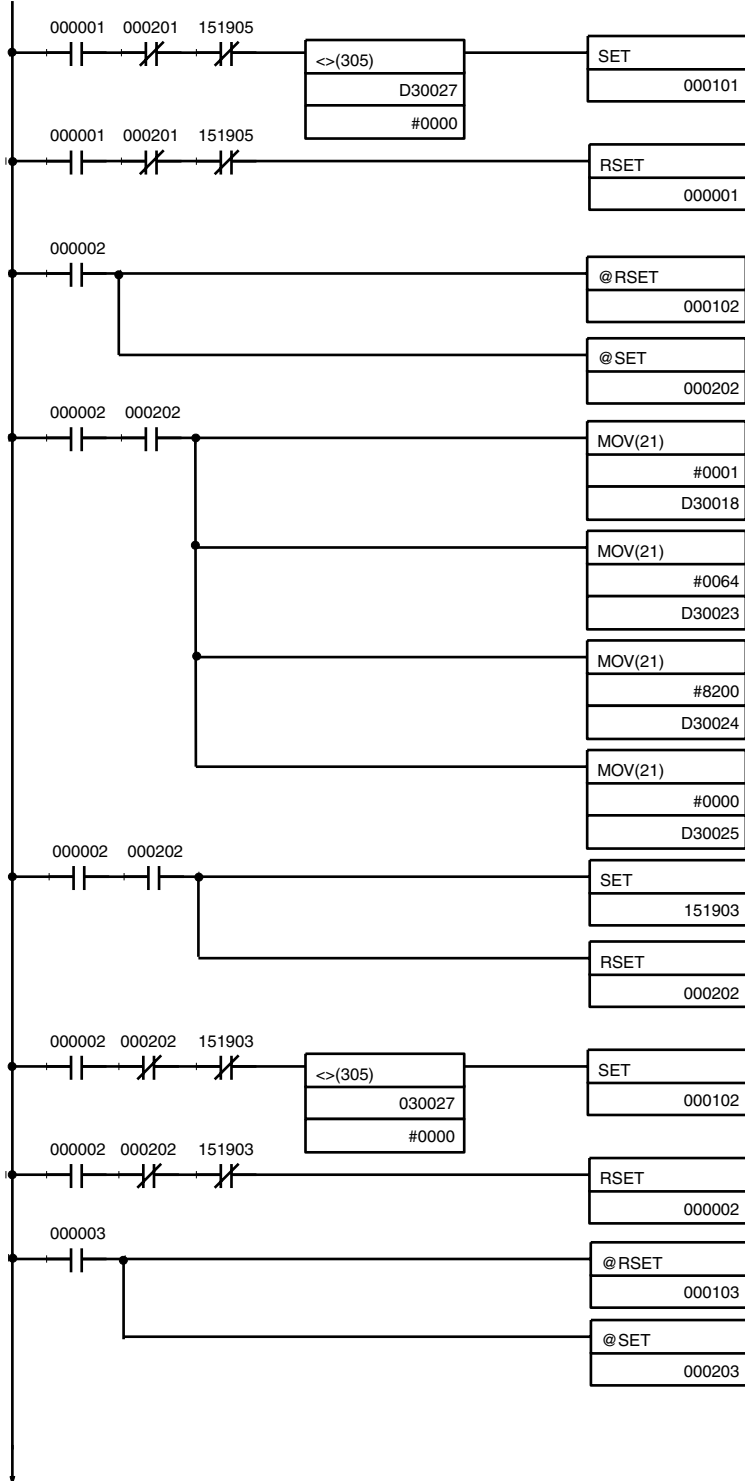 000001 000201 151905
<>(305)
D30027
#0000
SET
000101
000001 000201 151905
RSET
000001
000002
@RSET
000102
@SET
000202
000002 000202
MOV(21)
#0001
D30018
MOV(21)
#0064
D30023
MOV(21)
#8200
D30024
MOV(21)
#0000
D30025
000002 000202
SET
151903
RSET
000202
000002 000202 151903
<>(305)
030027
#0000
SET
000102
000002 000202 151903
RSET
000002
000003
@RSET
000103
@SET
000203